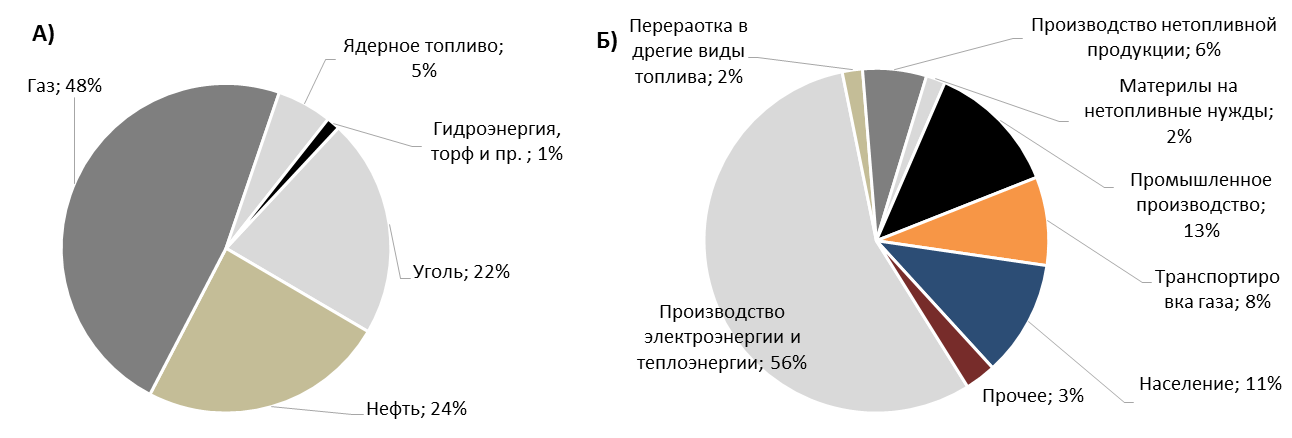 А)
Ядерное топливо;
5%
Газ; 48%
Гидроэнергия,
торф и пр. ; 1%
Уголь; 22%
Нефть; 24%
Б)
Перераотка в
дрегие виды
топлива; 2%
Производство нетопливной
продукции; 6%
Материлы на
нетопливные нужды;
2%
Промышленное
производство;
13%
Транспортиро
вка газа; 8%
Население; 11%
Прочее; 3%
Производство
электроэнергии и
теплоэнергии; 56%